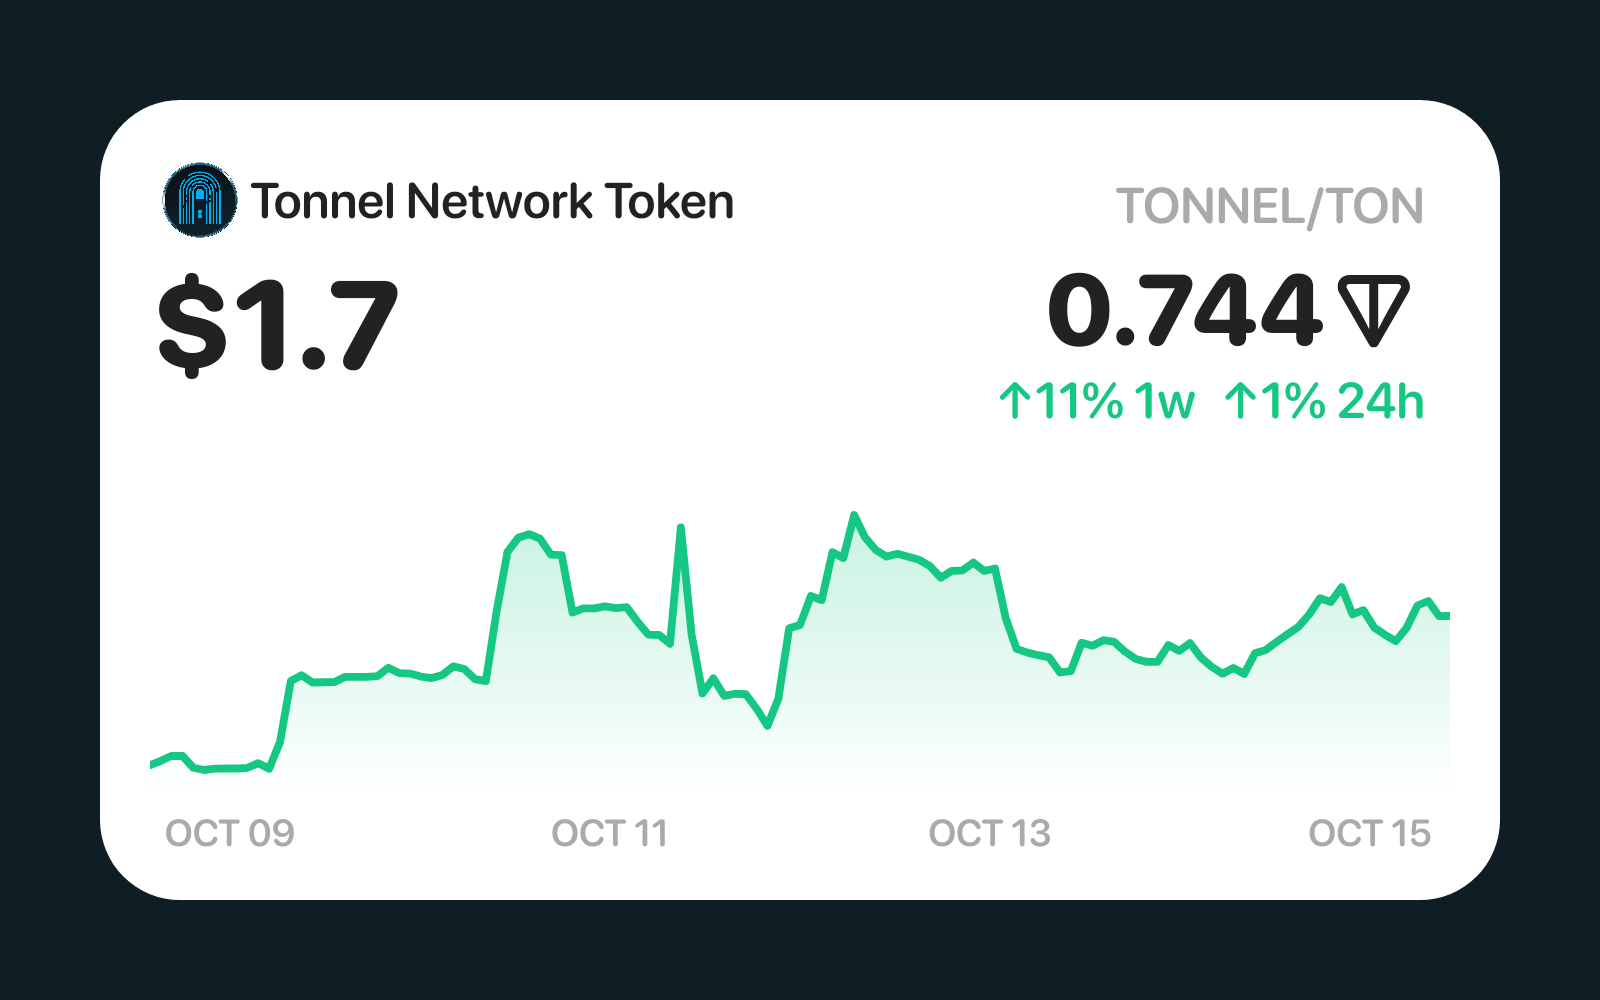 Tonnel Network Token
TONNEL/TON
$1.7
0.744
↑11% 1w ↑1% 24h
OCT 09
OCT 11
OCT 13
OCT 15